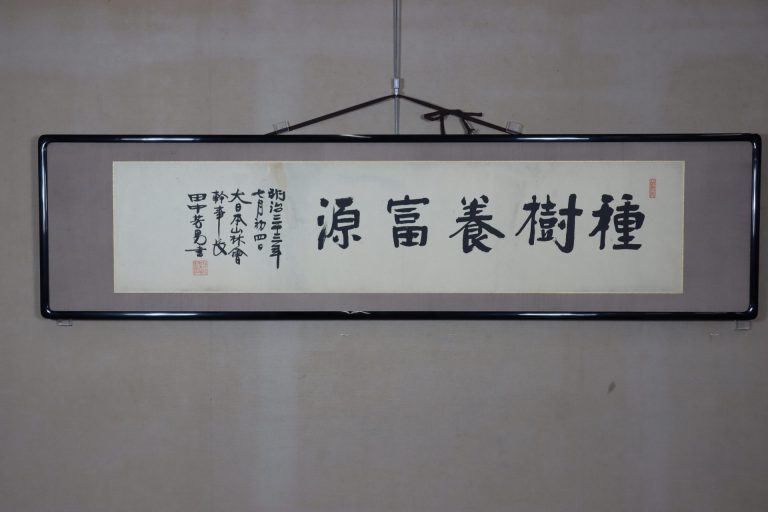 種樹養富源
明治三十三年
七月初四日
大日本山林會
幹事長
田中芳男書